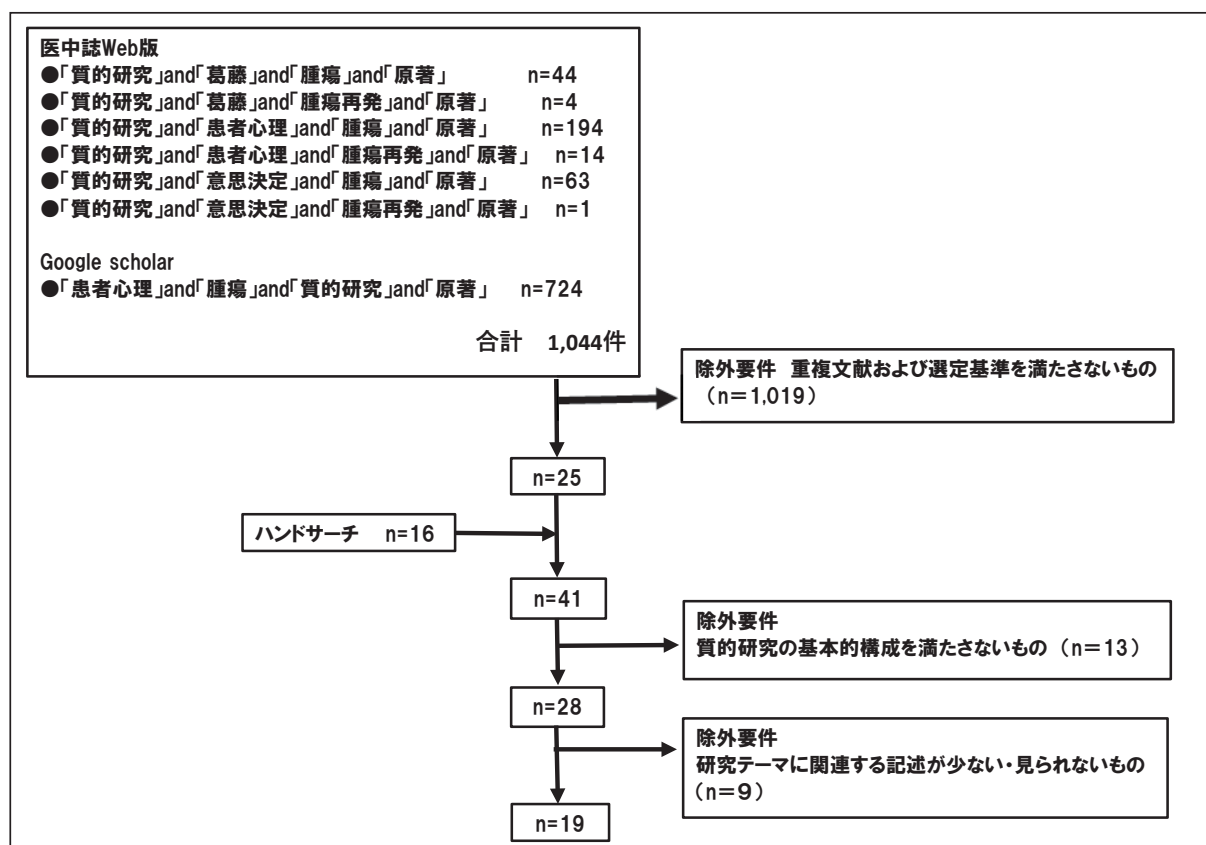 医中誌Web版
●「質的研究」and「葛藤」and「腫瘍」and「原著」 n=44
●「質的研究」and「葛藤」and「腫瘍再発」and「原著」 n=4
●「質的研究」and「患者心理」and「腫瘍」and「原著」 n=194
●「質的研究」and「患者心理」and「腫瘍再発」and「原著」 n=14
●「質的研究」and「意思決定」and「腫瘍」and「原著」 n=63
●「質的研究」and「意思決定」and「腫瘍再発」and「原著」 n=1
Google scholar
●「患者心理」and「腫瘍」and「質的研究」and「原著」 n=724
合計 1,044件
除外要件 重複文献および選定基準を満たさないもの
(n=1,019)
n=25
ハンドサーチ n=16
n=41
除外要件
質的研究の基本的構成を満たさないもの (n=13)
n=28
除外要件
研究テーマに関連する記述が少ない・見られないもの
(n=9)
n=19